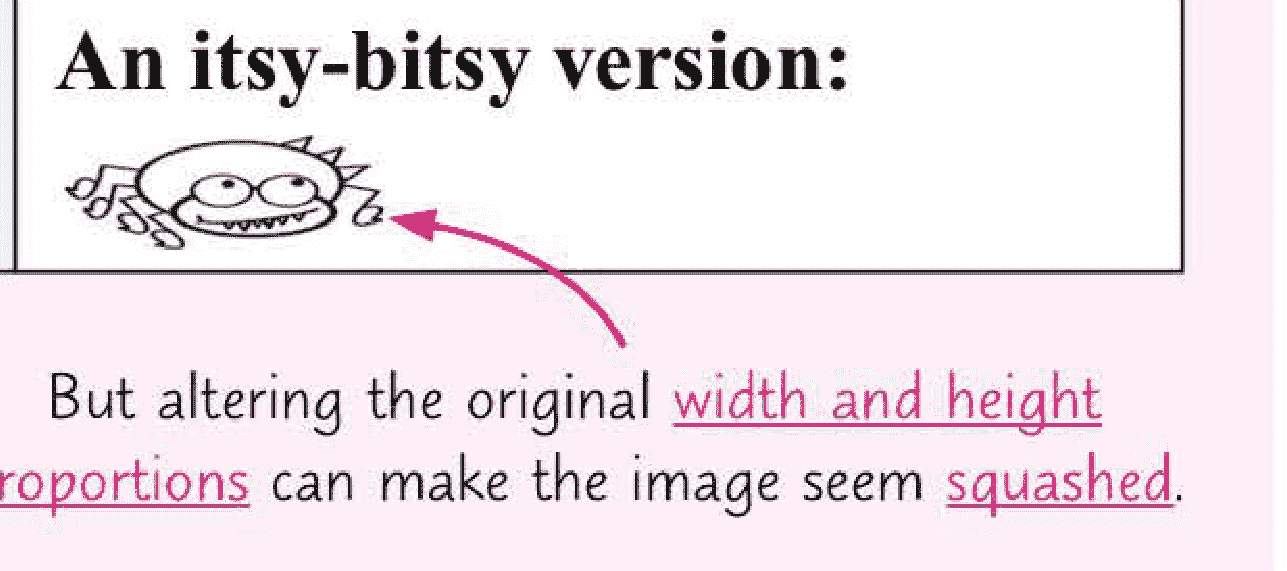 An itsy-bitsy version:
But altering the original width and height
roportions can make the image seem squashed.